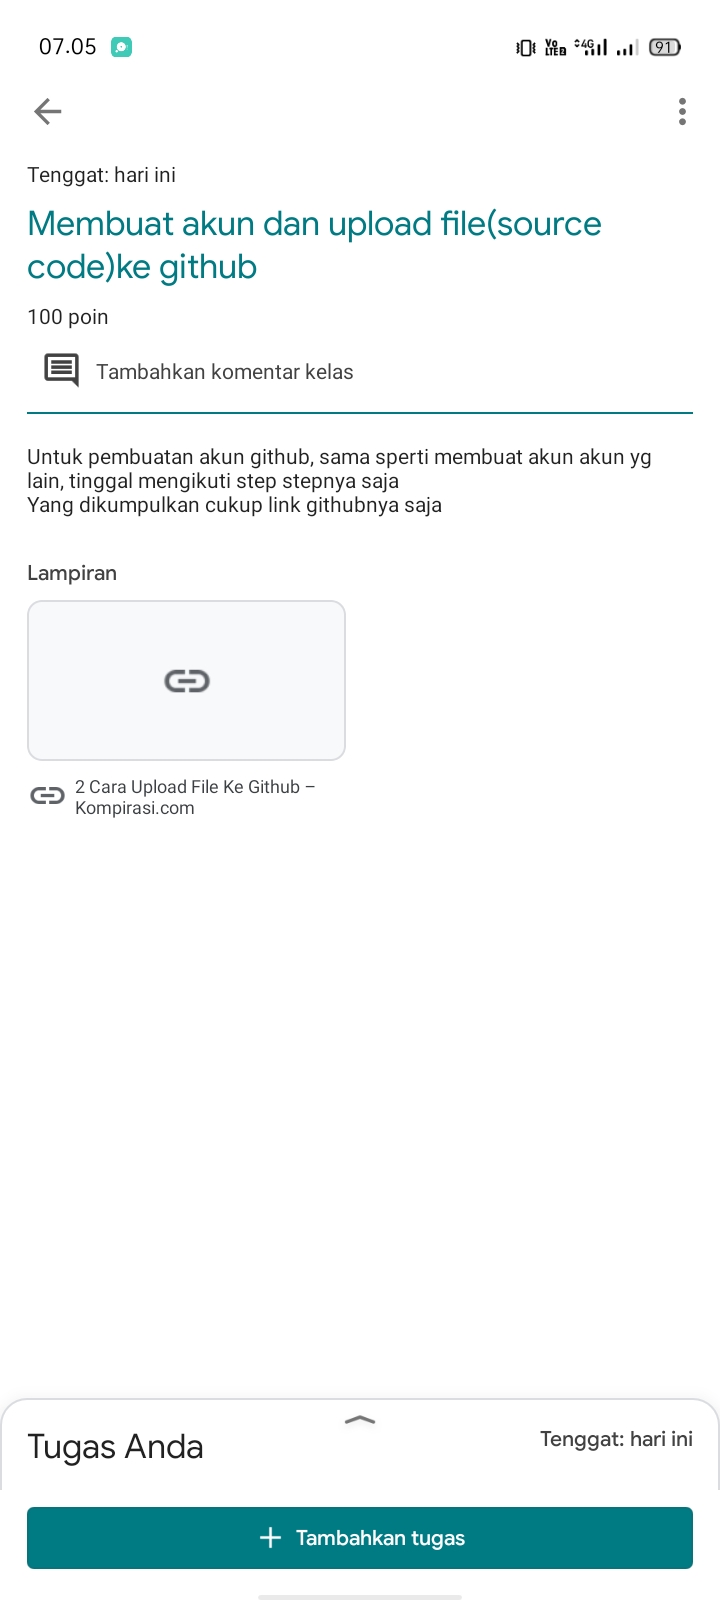 07.05
Vo LTE2 4G 91
Tenggat: hari ini
Membuat akun dan upload file(source
code)ke github
100 poin
Tambahkan komentar kelas
Untuk pembuatan akun github, sama sperti membuat akun akun yg
lain, tinggal mengikuti step stepnya saja
Yang dikumpulkan cukup link githubnya saja
Lampiran
2 Cara Upload File Ke Github –
Kompirasi.com
Tugas Anda
Tenggat: hari ini
Tambahkan tugas